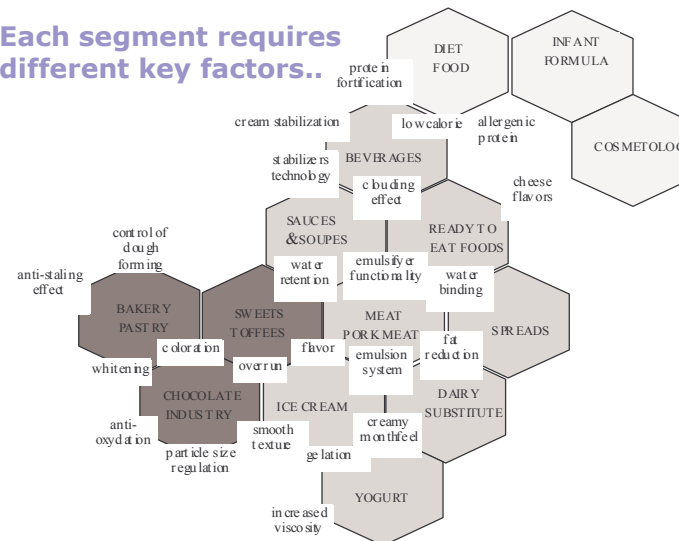 Each segment requires
different key factors..
DIET
FOOD
INFANT
FORMULA
protein
fortification
cream stabilization
low calorie
allergenic
protein
COSMETOLO
BEVERAGES
stabilizers
technology
clouding
effect
cheese
flavors
SAUCES
&SOUPES
READY TO
EAT FOODS
control of
dough
forming
anti-staling
effect
water
retention
emulsifyer
functionality
water
binding
BAKERY
PASTRY
SWEETS
TOFFEES
MEAT
PORKMEAT
SPREADS
coloration
flavor
fat
reduction
whitening
overrun
emulsion
system
CHOCOLATE
INDUSTRY
ICE CREAM
DAIRY
SUBSTITUTE
anti-
oxydation
smooth
texture
creamy
monthfeel
particle size
regulation
gelation
YOGURT
increased
viscosity